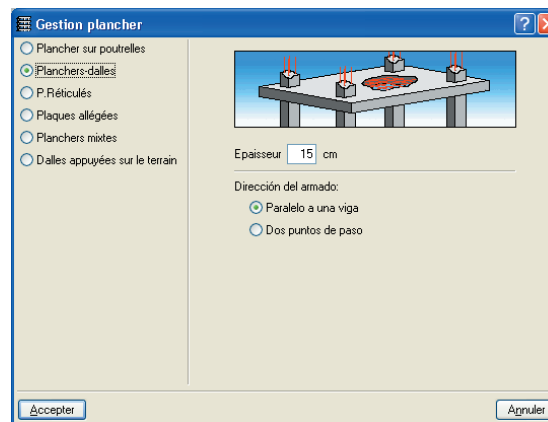 Gestion plancher
Plancher sur poutrelles
Planchers-dalles
P.Réticulés
Plaques allégées
Planchers mixtes
Dalles appuyées sur le terrain
Epaisseur 15 cm
Dirección del armado:
Paralelo a una viga
Dos puntos de paso
Accepter
Annuler